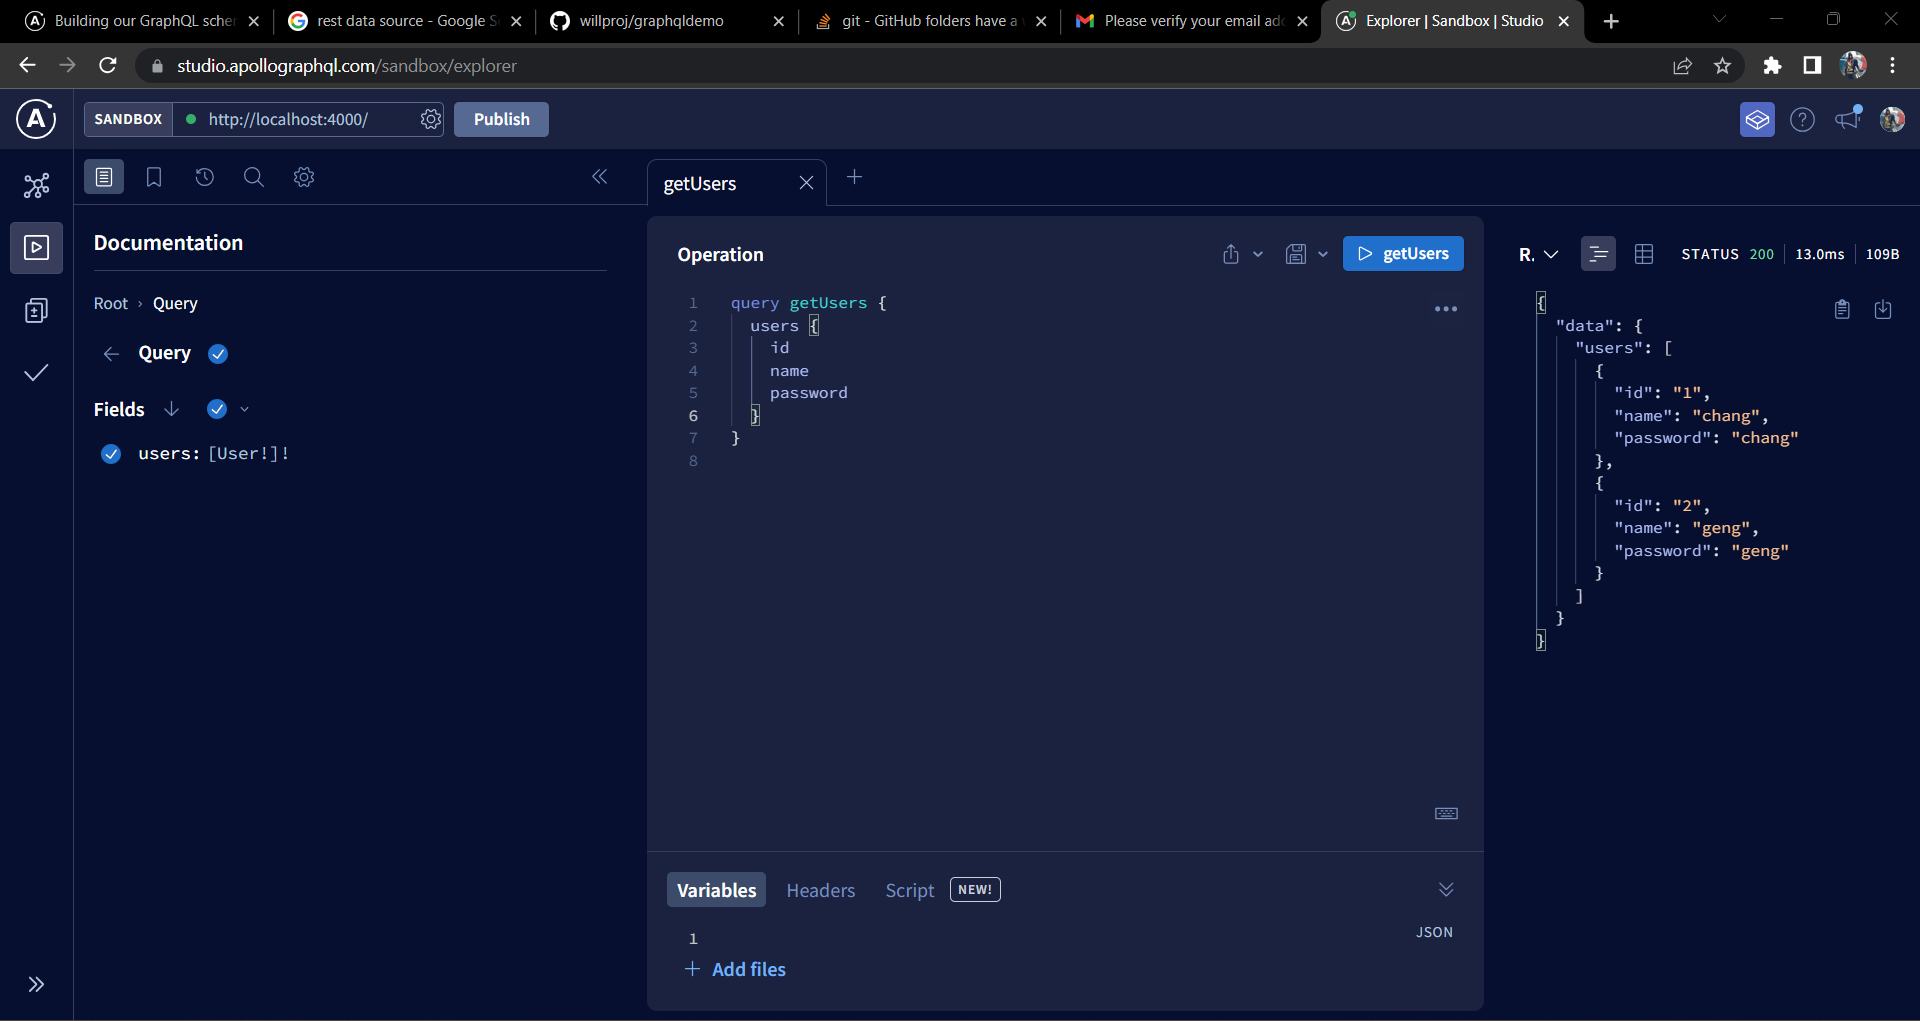 Building our GraphQL scher
rest data source - Google S
willproj/graphqldemo
git - GitHub folders have a
Please verify your email add
Explorer | Sandbox | Studio
studio.apollographql.com/sandbox/explorer
A
SANDBOX
http://localhost:4000/
Publish
getUsers
Documentation
Root › Query
Query
Fields
users: [User!]!
Operation
getUsers
1 query getUsers {
2 users {
3 id
4 name
5 password
6 }
7 }
8
R.
STATUS 200
13.0ms
109B
{
"data": {
"users": [
{
"id": "1",
"name": "chang",
"password": "chang"
},
{
"id": "2",
"name": "geng",
"password": "geng"
}
]
}
}
Variables
Headers
Script
NEW!
1
JSON
+ Add files